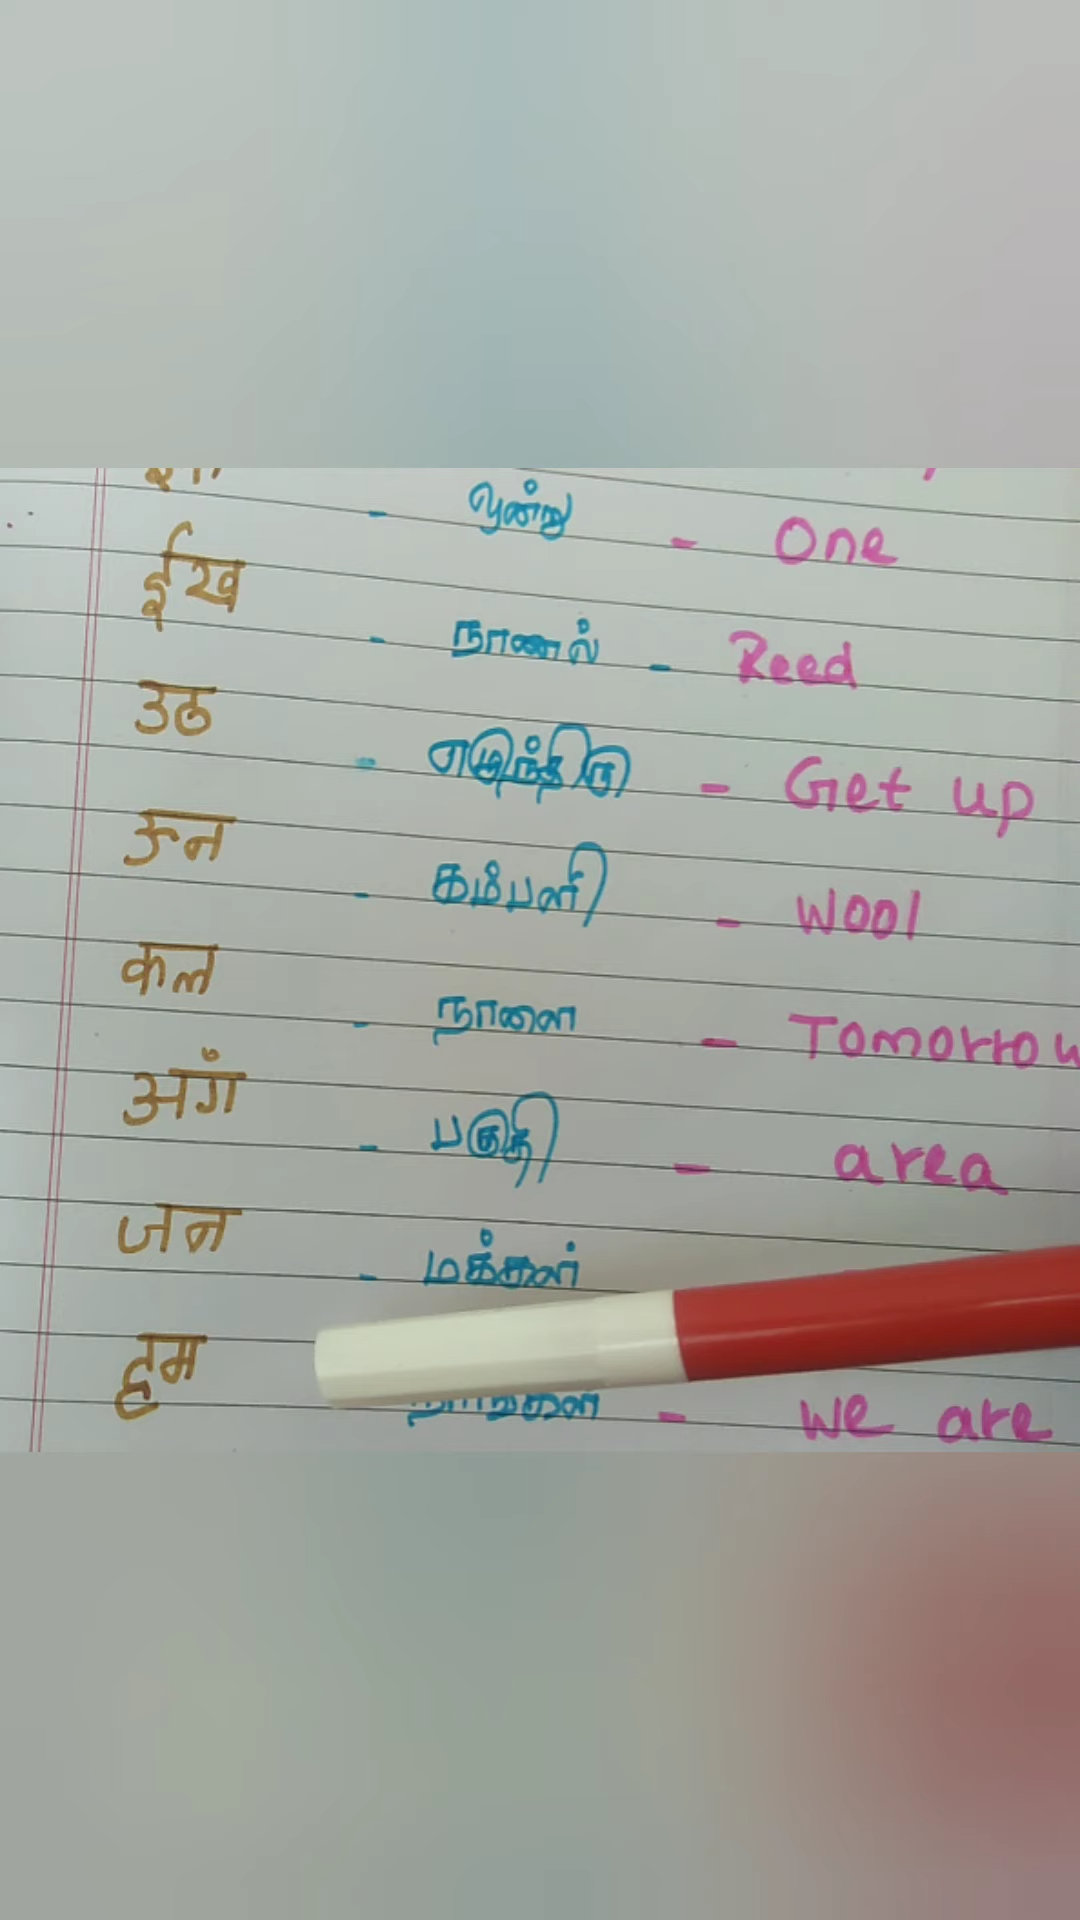 - ஒன்று - One
ईख - நாணல் - Reed
उठ - எழுந்திரு - Get up
ऊन - கம்பளி - Wool
कल - நாளை - Tomorrow
अंग - பகுதி - area
जन - மக்கள்
हम - we are